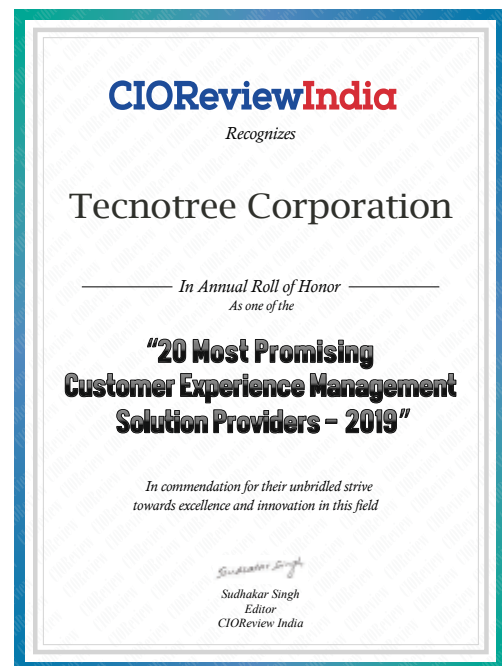 CIOReviewIndia
Recognizes
Tecnotree Corporation
In Annual Roll of Honor
As one of the
“20 Most Promising
Customer Experience Management
Solution Providers – 2019”
In commendation for their unbridled strive
towards excellence and innovation in this field
Sudhakar Singh
Sudhakar Singh
Editor
CIOReview India